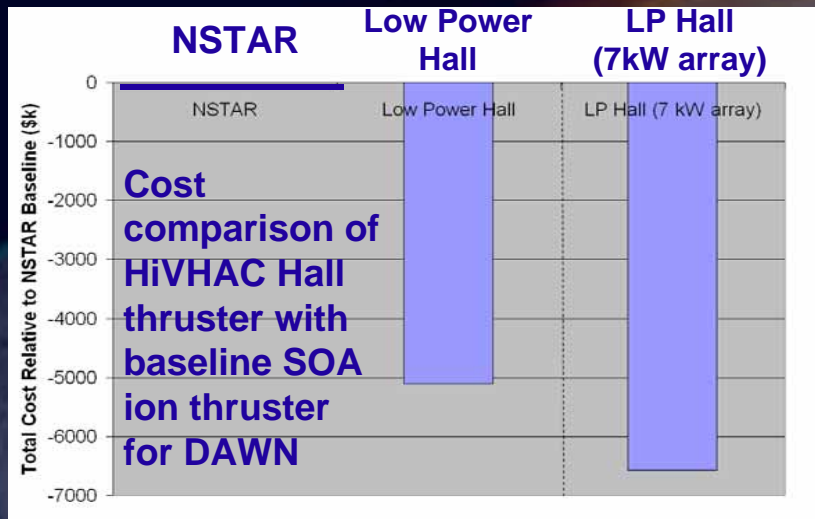 NSTAR
Low Power
Hall
LP Hall
(7kW array)
Total Cost Relative to NSTAR Baseline ($k)
0
-1000
-2000
-3000
-4000
-5000
-6000
-7000
NSTAR
Low Power Hall
LP Hall (7 kW array)
Cost
comparison of
HiVHAC Hall
thruster with
baseline SOA
ion thruster
for DAWN